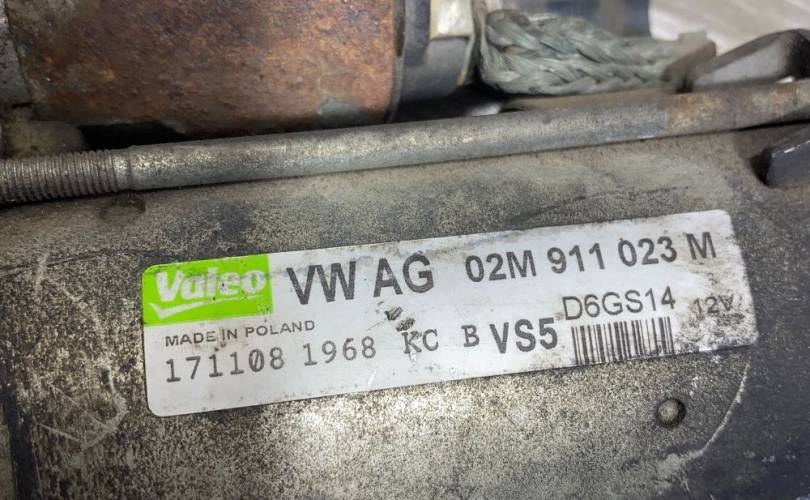 Valeo VW AG 02M 911 023 M
MADE IN POLAND
D6GS14 12V
171108 1968 KC B VS5